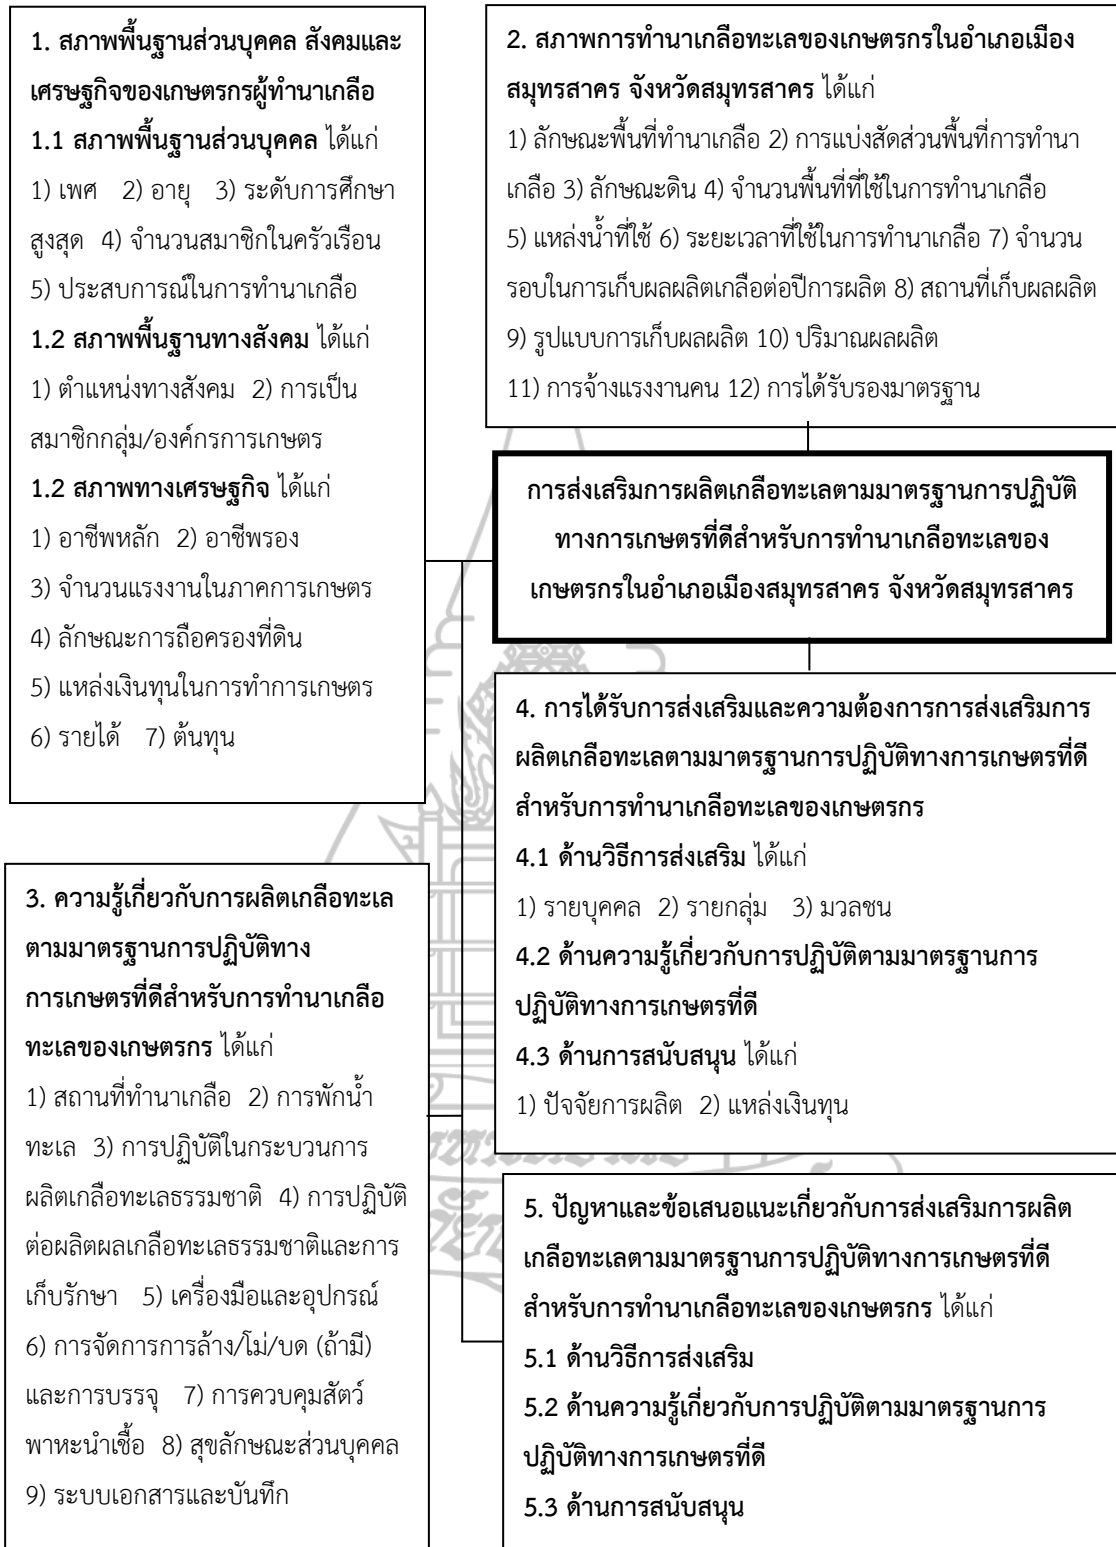 1. สภาพพื้นฐานส่วนบุคคล สังคมและ
เศรษฐกิจของเกษตรกรผู้ทำนาเกลือ
1.1 สภาพพื้นฐานส่วนบุคคล ได้แก่
1) เพศ 2) อายุ 3) ระดับการศึกษา
สูงสุด 4) จำนวนสมาชิกในครัวเรือน
5) ประสบการณ์ในการทำนาเกลือ
1.2 สภาพพื้นฐานทางสังคม ได้แก่
1) ตำแหน่งทางสังคม 2) การเป็น
สมาชิกกลุ่ม/องค์กรการเกษตร
1.2 สภาพทางเศรษฐกิจ ได้แก่
1) อาชีพหลัก 2) อาชีพรอง
3) จำนวนแรงงานในภาคการเกษตร
4) ลักษณะการถือครองที่ดิน
5) แหล่งเงินทุนในการทำการเกษตร
6) รายได้ 7) ต้นทุน
2. สภาพการทำนาเกลือทะเลของเกษตรกรในอำเภอเมือง
สมุทรสาคร จังหวัดสมุทรสาคร ได้แก่
1) ลักษณะพื้นที่ทำนาเกลือ 2) การแบ่งสัดส่วนพื้นที่การทำนา
เกลือ 3) ลักษณะดิน 4) จำนวนพื้นที่ที่ใช้ในการทำนาเกลือ
5) แหล่งน้ำที่ใช้ 6) ระยะเวลาที่ใช้ในการทำนาเกลือ 7) จำนวน
รอบในการเก็บผลผลิตเกลือต่อปีการผลิต 8) สถานที่เก็บผลผลิต
9) รูปแบบการเก็บผลผลิต 10) ปริมาณผลผลิต
11) การจ้างแรงงานคน 12) การได้รับรองมาตรฐาน
การส่งเสริมการผลิตเกลือทะเลตามมาตรฐานการปฏิบัติ
ทางการเกษตรที่ดีสำหรับการทำนาเกลือทะเลของ
เกษตรกรในอำเภอเมืองสมุทรสาคร จังหวัดสมุทรสาคร
3. ความรู้เกี่ยวกับการผลิตเกลือทะเล
ตามมาตรฐานการปฏิบัติทาง
การเกษตรที่ดีสำหรับการทำนาเกลือ
ทะเลของเกษตรกร ได้แก่
1) สถานที่ทำนาเกลือ 2) การพักน้ำ
ทะเล 3) การปฏิบัติในกระบวนการ
ผลิตเกลือทะเลธรรมชาติ 4) การปฏิบัติ
ต่อผลิตผลเกลือทะเลธรรมชาติและการ
เก็บรักษา 5) เครื่องมือและอุปกรณ์
6) การจัดการการล้าง/โม่/บด (ถ้ามี)
และการบรรจุ 7) การควบคุมสัตว์
พาหะนำเชื้อ 8) สุขลักษณะส่วนบุคคล
9) ระบบเอกสารและบันทึก
4. การได้รับการส่งเสริมและความต้องการการส่งเสริมการ
ผลิตเกลือทะเลตามมาตรฐานการปฏิบัติทางการเกษตรที่ดี
สำหรับการทำนาเกลือทะเลของเกษตรกร
4.1 ด้านวิธีการส่งเสริม ได้แก่
1) รายบุคคล 2) รายกลุ่ม 3) มวลชน
4.2 ด้านความรู้เกี่ยวกับการปฏิบัติตามมาตรฐานการ
ปฏิบัติทางการเกษตรที่ดี
4.3 ด้านการสนับสนุน ได้แก่
1) ปัจจัยการผลิต 2) แหล่งเงินทุน
5. ปัญหาและข้อเสนอแนะเกี่ยวกับการส่งเสริมการผลิต
เกลือทะเลตามมาตรฐานการปฏิบัติทางการเกษตรที่ดี
สำหรับการทำนาเกลือทะเลของเกษตรกร ได้แก่
5.1 ด้านวิธีการส่งเสริม
5.2 ด้านความรู้เกี่ยวกับการปฏิบัติตามมาตรฐานการ
ปฏิบัติทางการเกษตรที่ดี
5.3 ด้านการสนับสนุน